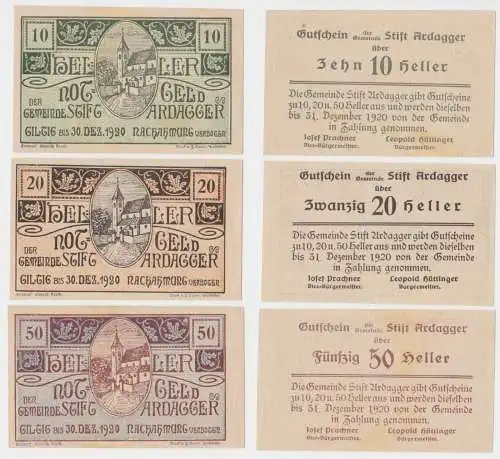 10 10
HEL LER
NOT- GELD
DER GEMEINDE STIFT ARDAGGER
GILTIG BIS 30. DEZ. 1920 NACHAHMUNG VERBOTEN
Gutschein der Gemeinde Stift Ardagger
über
Zehn 10 Heller
Die Gemeinde Stift Ardagger gibt Gutscheine
zu 10, 20 u. 50 Heller aus und werden dieselben
bis 31. Dezember 1920 von der Gemeinde
in Zahlung genommen.
Josef Prachner Leopold Hüttinger
Vize-Bürgermeister. Bürgermeister.
20 20
HEL LER
NOT- GELD
DER GEMEINDE STIFT ARDAGGER
GILTIG BIS 30. DEZ. 1920 NACHAHMUNG VERBOTEN
Gutschein der Gemeinde Stift Ardagger
über
Zwanzig 20 Heller
Die Gemeinde Stift Ardagger gibt Gutscheine
zu 10, 20 u. 50 Heller aus und werden dieselben
bis 31. Dezember 1920 von der Gemeinde
in Zahlung genommen.
Josef Prachner Leopold Hüttinger
Vize-Bürgermeister. Bürgermeister.
50 50
HEL LER
NOT- GELD
DER GEMEINDE STIFT ARDAGGER
GILTIG BIS 30. DEZ. 1920 NACHAHMUNG VERBOTEN
Gutschein der Gemeinde Stift Ardagger
über
Fünfzig 50 Heller
Die Gemeinde Stift Ardagger gibt Gutscheine
zu 10, 20 u. 50 Heller aus und werden dieselben
bis 31. Dezember 1920 von der Gemeinde
in Zahlung genommen.
Josef Prachner Leopold Hüttinger
Vize-Bürgermeister. Bürgermeister.